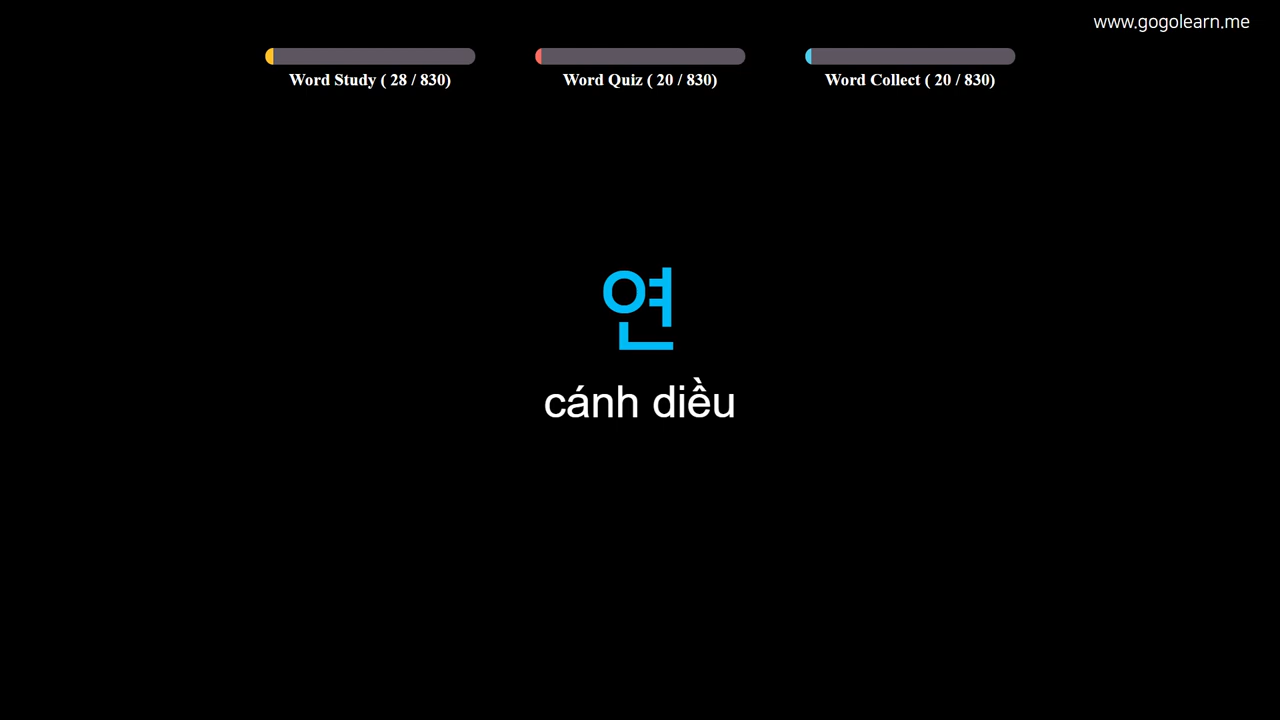 www.gogolearn.me
Word Study ( 28 / 830)
Word Quiz ( 20 / 830)
Word Collect ( 20 / 830)
연
cánh diều